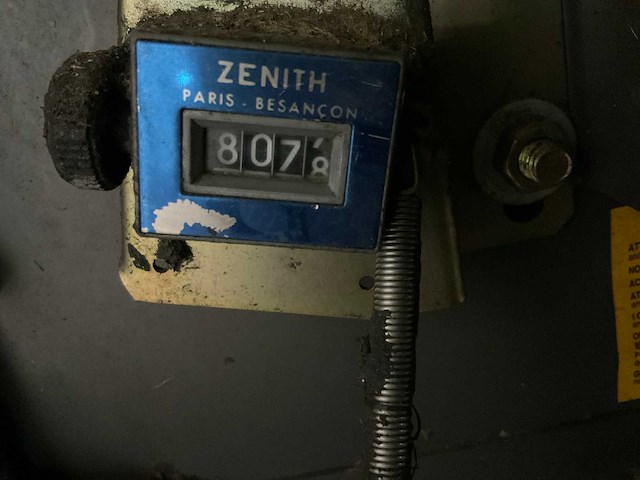 ZENITH
PARIS - BESANÇON
8078